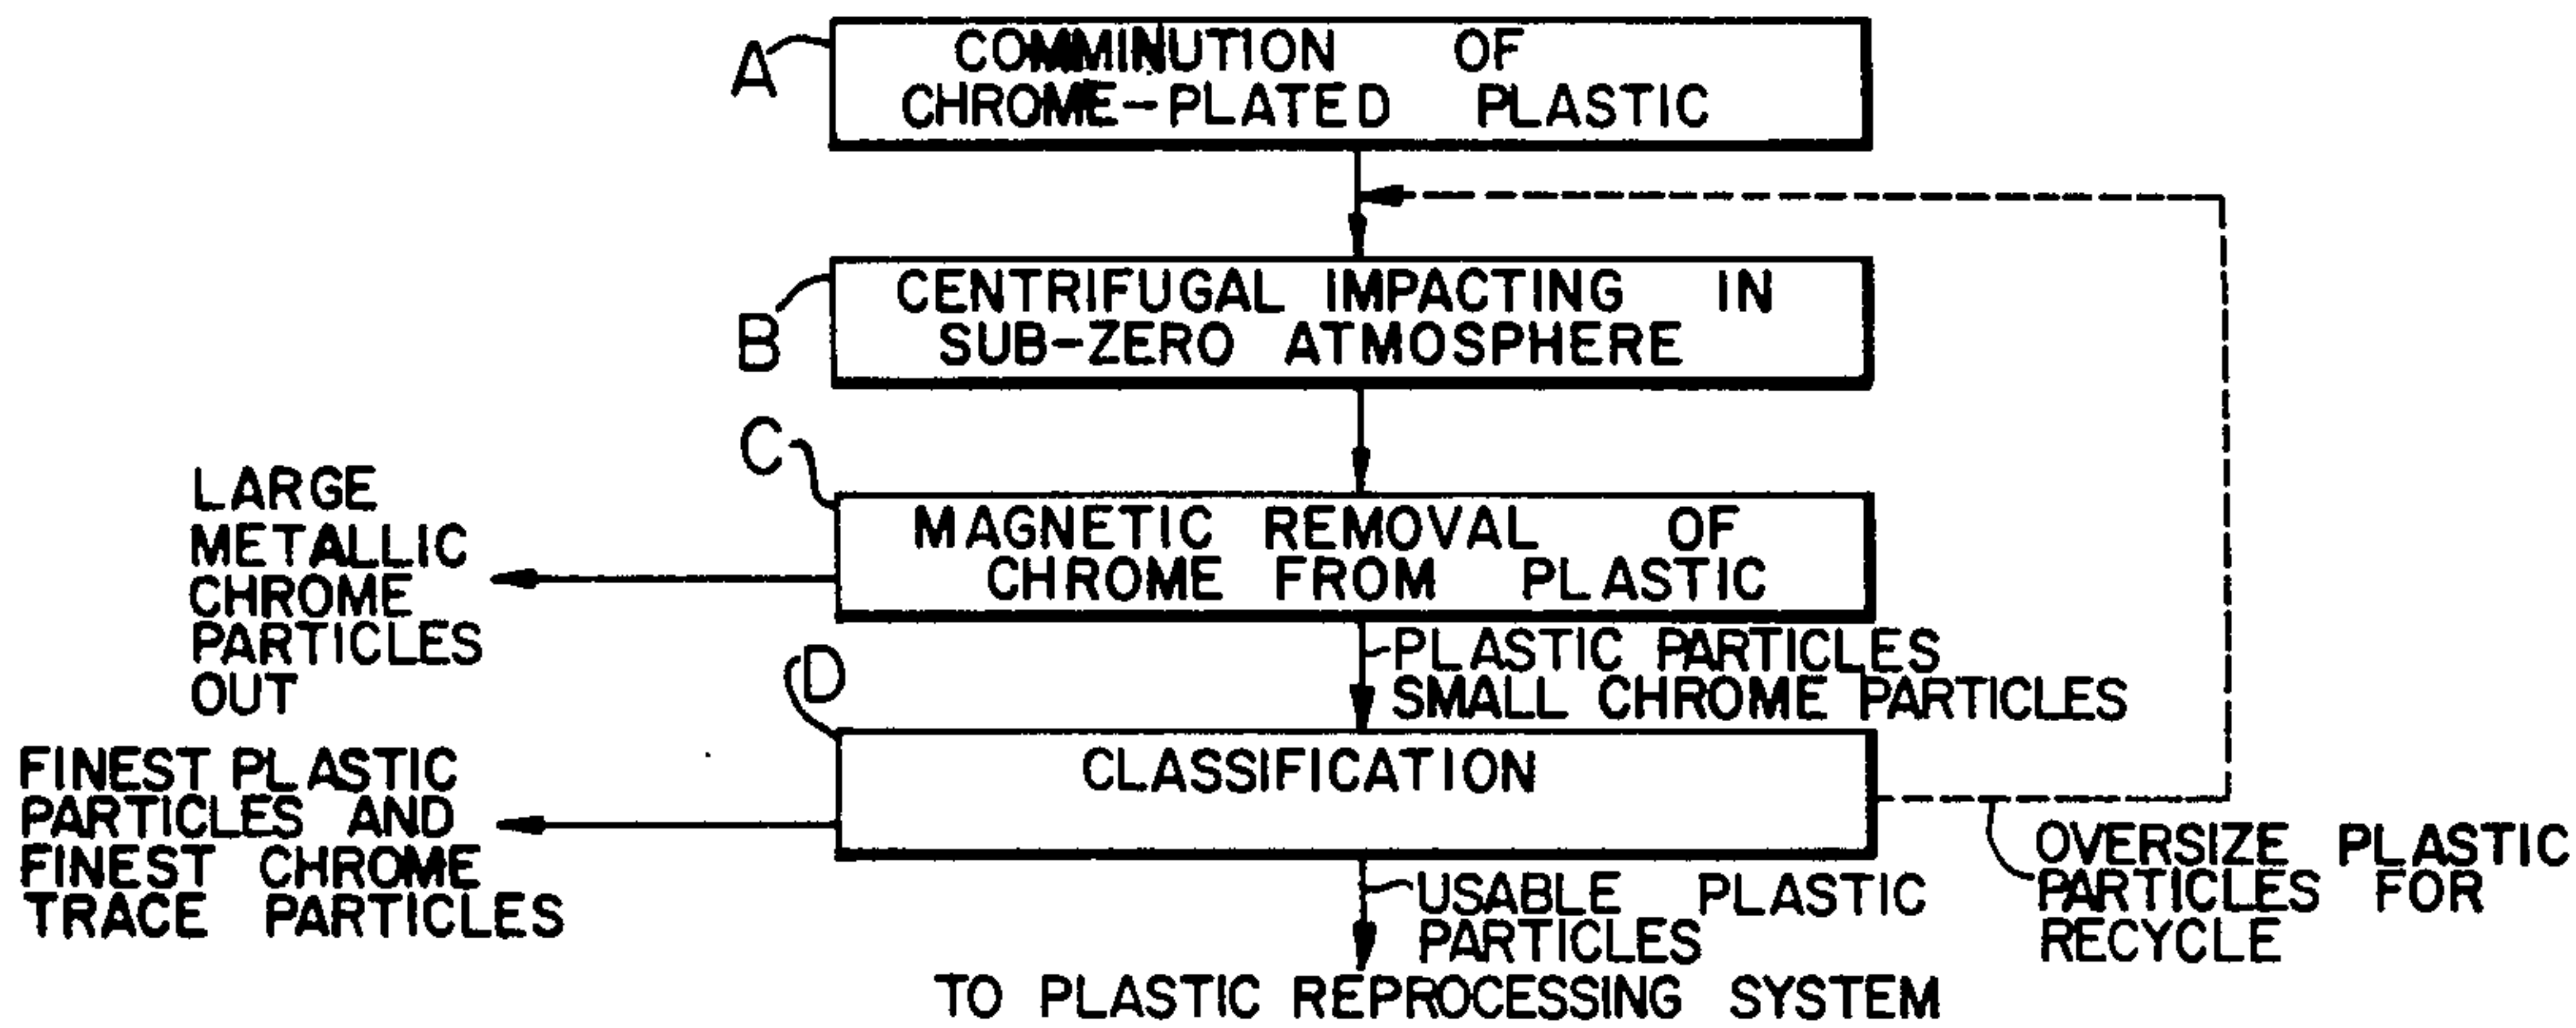 A
COMMINUTION OF
CHROME-PLATED PLASTIC
B
CENTRIFUGAL IMPACTING IN
SUB-ZERO ATMOSPHERE
C
MAGNETIC REMOVAL OF
CHROME FROM PLASTIC
LARGE
METALLIC
CHROME
PARTICLES
OUT
PLASTIC PARTICLES
SMALL CHROME PARTICLES
D
CLASSIFICATION
FINEST PLASTIC
PARTICLES AND
FINEST CHROME
TRACE PARTICLES
OVERSIZE PLASTIC
PARTICLES FOR
RECYCLE
USABLE PLASTIC
PARTICLES
TO PLASTIC REPROCESSING SYSTEM